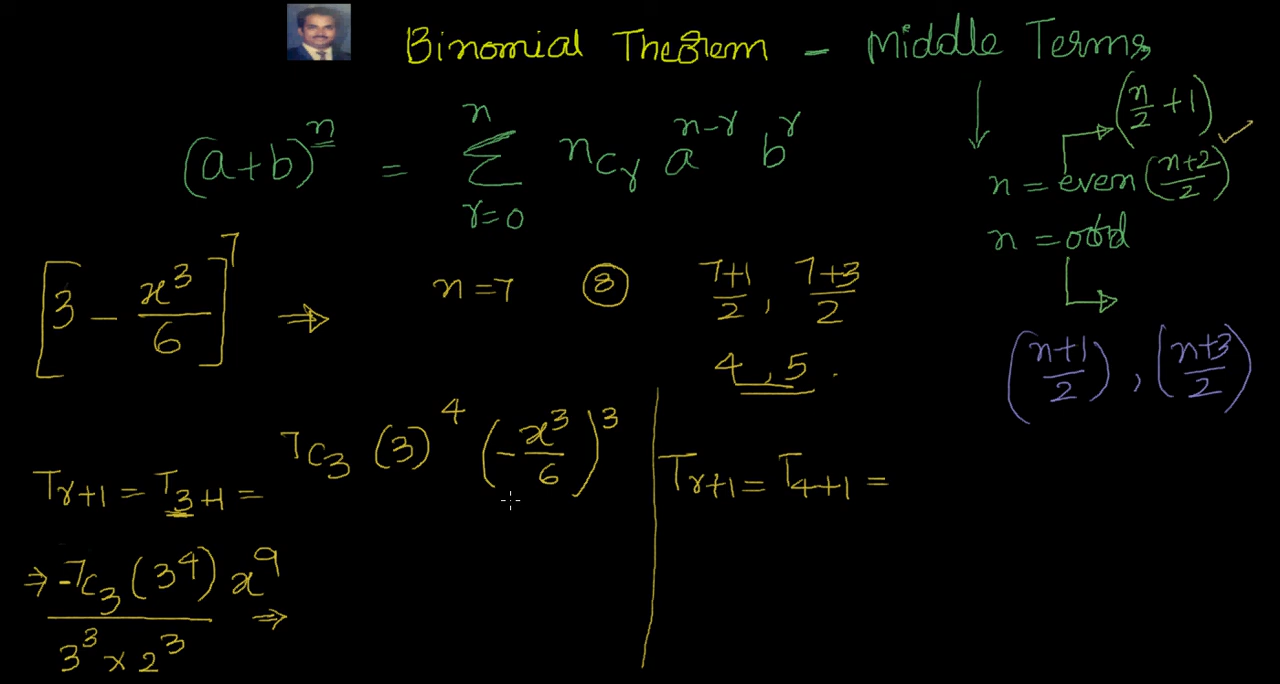 Binomial Theorem - Middle Terms
(a+b)^n = Σ_{r=0}^{n} nC_r a^{n-r} b^r
(n/2 + 1)
n = even ((n+2)/2) ✓
n = odd
((n+1)/2), ((n+3)/2)
[3 - x^3/6]^7 ⇒ n = 7 ⑧ (7+1)/2, (7+3)/2
4, 5.
T_{r+1} = T_{3+1} = 7C_3 (3)^4 (-x^3/6)^3
⇒ -7C_3 (3^4) x^9 / (3^3 × 2^3) ⇒
T_{r+1} = T_{4+1} =